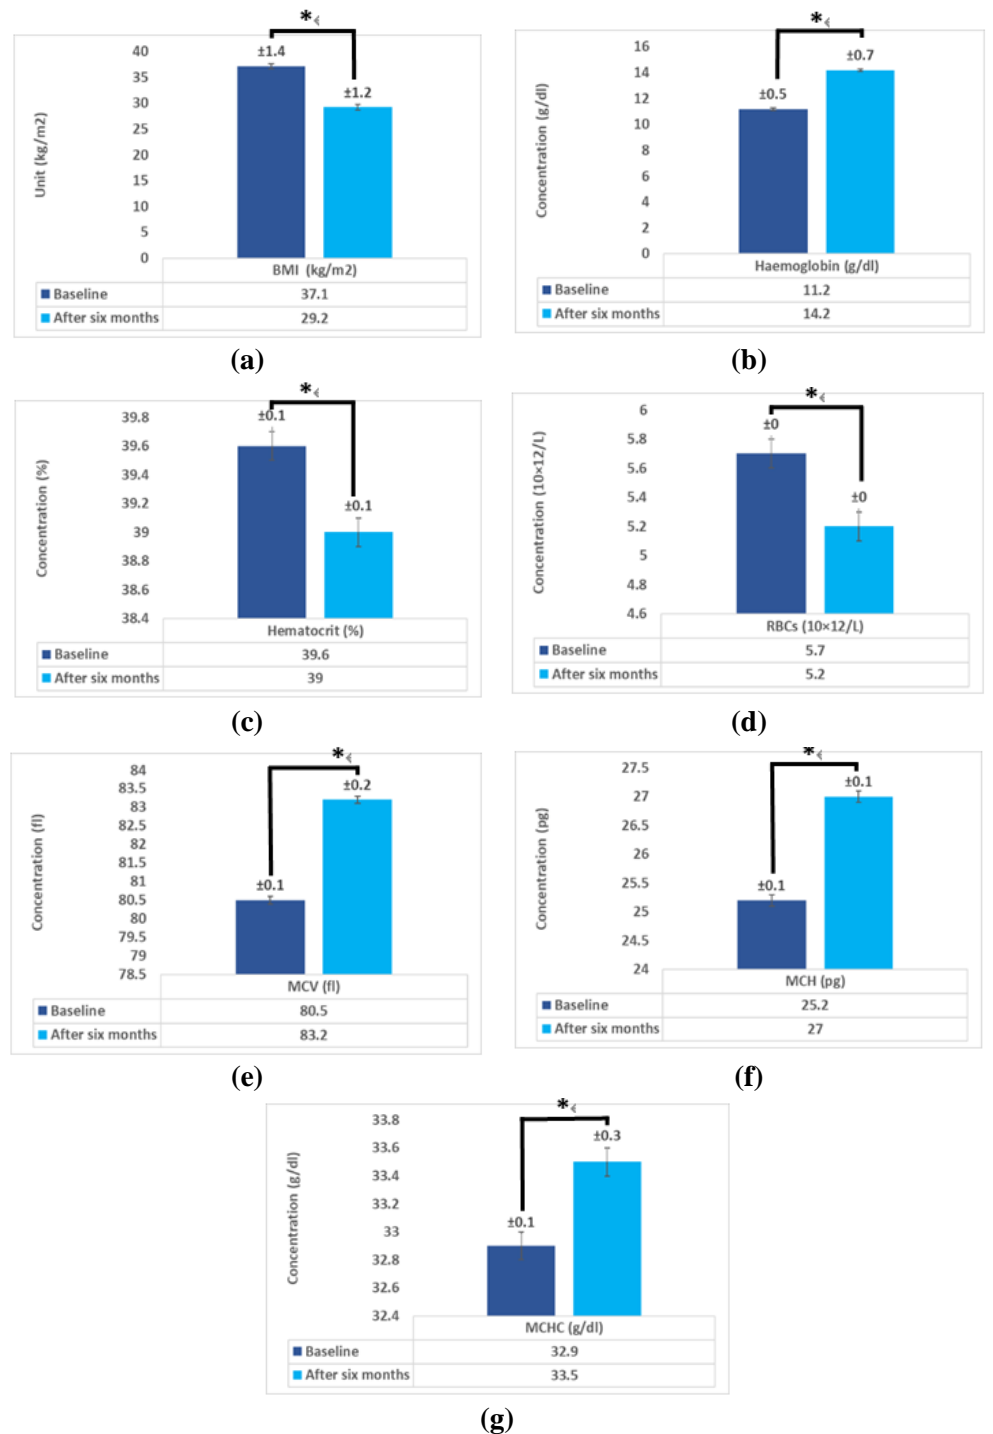 *
±1.4
±1.2
40
35
30
25
20
15
10
5
0
Unit (kg/m2)
BMI (kg/m2)
Baseline 37.1
After six months 29.2
(a)
*
±0.7
±0.5
16
14
12
10
8
6
4
2
0
Concentration (g/dl)
Haemoglobin (g/dl)
Baseline 11.2
After six months 14.2
(b)
*
±0.1
±0.1
39.8
39.6
39.4
39.2
39
38.8
38.6
38.4
Concentration (%)
Hematocrit (%)
Baseline 39.6
After six months 39
(c)
*
±0
±0
6
5.8
5.6
5.4
5.2
5
4.8
4.6
Concentration (10×12/L)
RBCs (10×12/L)
Baseline 5.7
After six months 5.2
(d)
*
±0.2
±0.1
84
83.5
83
82.5
82
81.5
81
80.5
80
79.5
79
78.5
Concentration (fl)
MCV (fl)
Baseline 80.5
After six months 83.2
(e)
*
±0.1
±0.1
27.5
27
26.5
26
25.5
25
24.5
24
Concentration (pg)
MCH (pg)
Baseline 25.2
After six months 27
(f)
*
±0.3
±0.1
33.8
33.6
33.4
33.2
33
32.8
32.6
32.4
Concentration (g/dl)
MCHC (g/dl)
Baseline 32.9
After six months 33.5
(g)